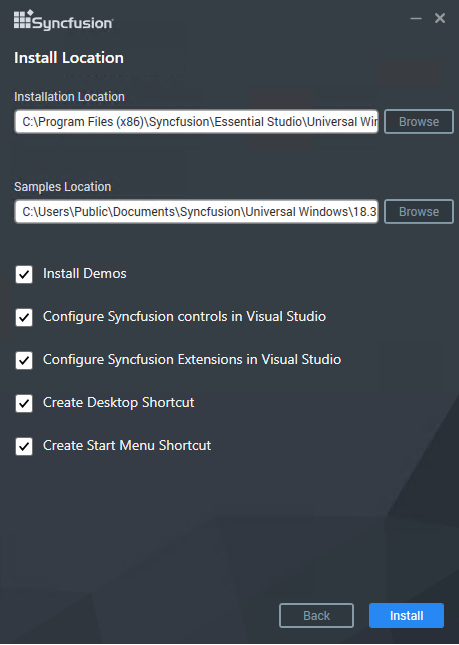 Syncfusion
Install Location
Installation Location
C:\Program Files (x86)\Syncfusion\Essential Studio\Universal Wir
Browse
Samples Location
C:\Users\Public\Documents\Syncfusion\Universal Windows\18.3
Browse
Install Demos
Configure Syncfusion controls in Visual Studio
Configure Syncfusion Extensions in Visual Studio
Create Desktop Shortcut
Create Start Menu Shortcut
Back
Install